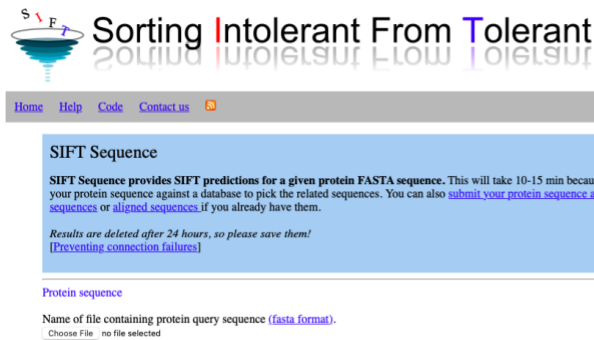 S I F T
Sorting Intolerant From Tolerant
Home Help Code Contact us
SIFT Sequence
SIFT Sequence provides SIFT predictions for a given protein FASTA sequence. This will take 10-15 min becau
your protein sequence against a database to pick the related sequences. You can also submit your protein sequence a
sequences or aligned sequences if you already have them.
Results are deleted after 24 hours, so please save them!
[Preventing connection failures]
Protein sequence
Name of file containing protein query sequence (fasta format).
Choose File no file selected